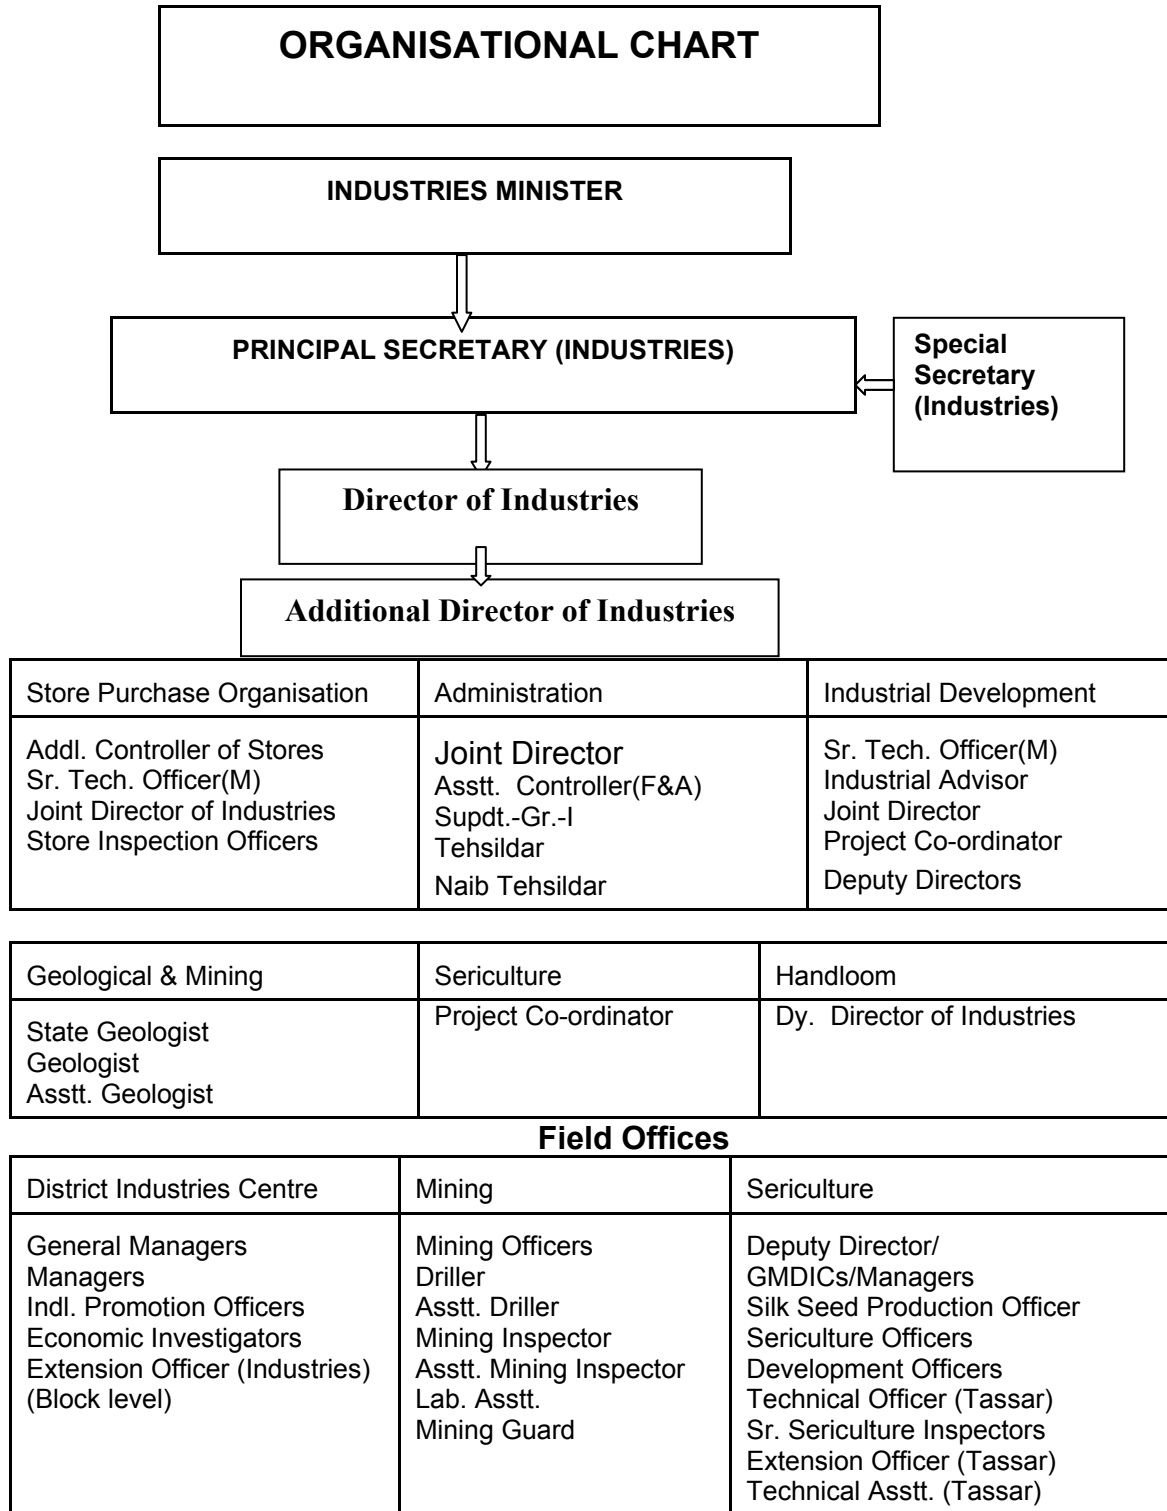 ORGANISATIONAL CHART
INDUSTRIES MINISTER
PRINCIPAL SECRETARY (INDUSTRIES)
Special
Secretary
(Industries)
Director of Industries
Additional Director of Industries
Store Purchase Organisation
Administration
Industrial Development
Addl. Controller of Stores
Sr. Tech. Officer(M)
Joint Director of Industries
Store Inspection Officers
Joint Director
Asstt. Controller(F&A)
Supdt.-Gr.-I
Tehsildar
Naib Tehsildar
Sr. Tech. Officer(M)
Industrial Advisor
Joint Director
Project Co-ordinator
Deputy Directors
Geological & Mining
Sericulture
Handloom
State Geologist
Geologist
Asstt. Geologist
Project Co-ordinator
Dy. Director of Industries
Field Offices
District Industries Centre
Mining
Sericulture
General Managers
Managers
Indl. Promotion Officers
Economic Investigators
Extension Officer (Industries)
(Block level)
Mining Officers
Driller
Asstt. Driller
Mining Inspector
Asstt. Mining Inspector
Lab. Asstt.
Mining Guard
Deputy Director/
GMDICs/Managers
Silk Seed Production Officer
Sericulture Officers
Development Officers
Technical Officer (Tassar)
Sr. Sericulture Inspectors
Extension Officer (Tassar)
Technical Asstt. (Tassar)